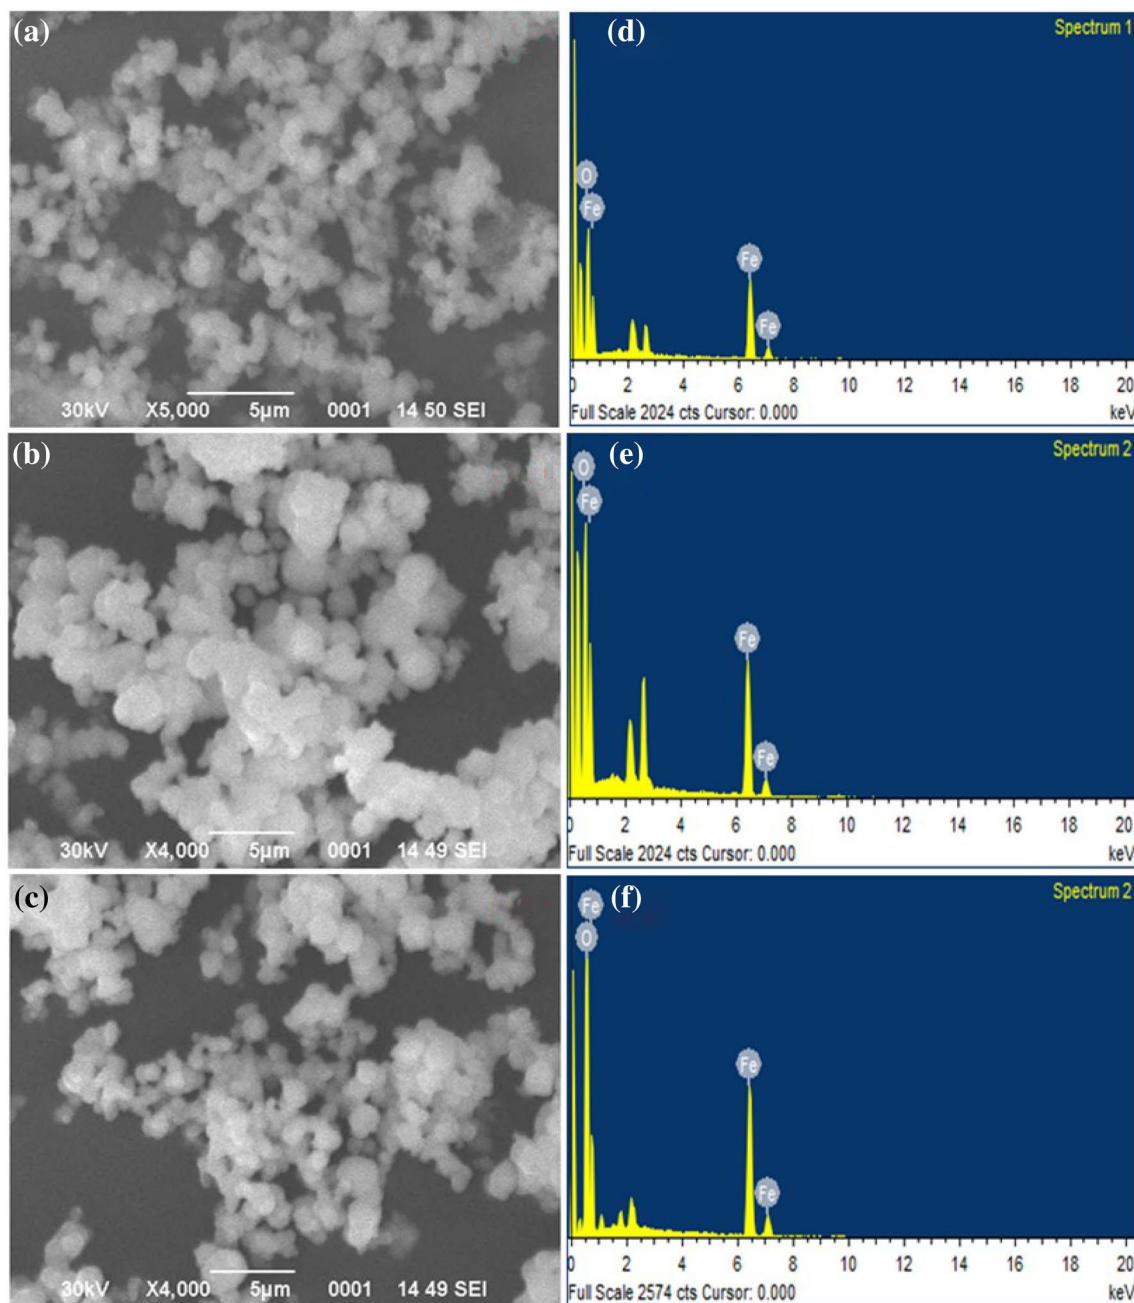 (a)
30kV X5,000 5μm 0001 14 50 SEI
(d)
Spectrum 1
O
Fe
Fe
Fe
0 2 4 6 8 10 12 14 16 18 20
Full Scale 2024 cts Cursor: 0.000 keV
(b)
30kV X4,000 5μm 0001 14 49 SEI
(e)
Spectrum 2
O
Fe
Fe
Fe
0 2 4 6 8 10 12 14 16 18 20
Full Scale 2024 cts Cursor: 0.000 keV
(c)
30kV X4,000 5μm 0001 14 49 SEI
(f)
Spectrum 2
Fe
O
Fe
Fe
0 2 4 6 8 10 12 14 16 18 20
Full Scale 2574 cts Cursor: 0.000 keV